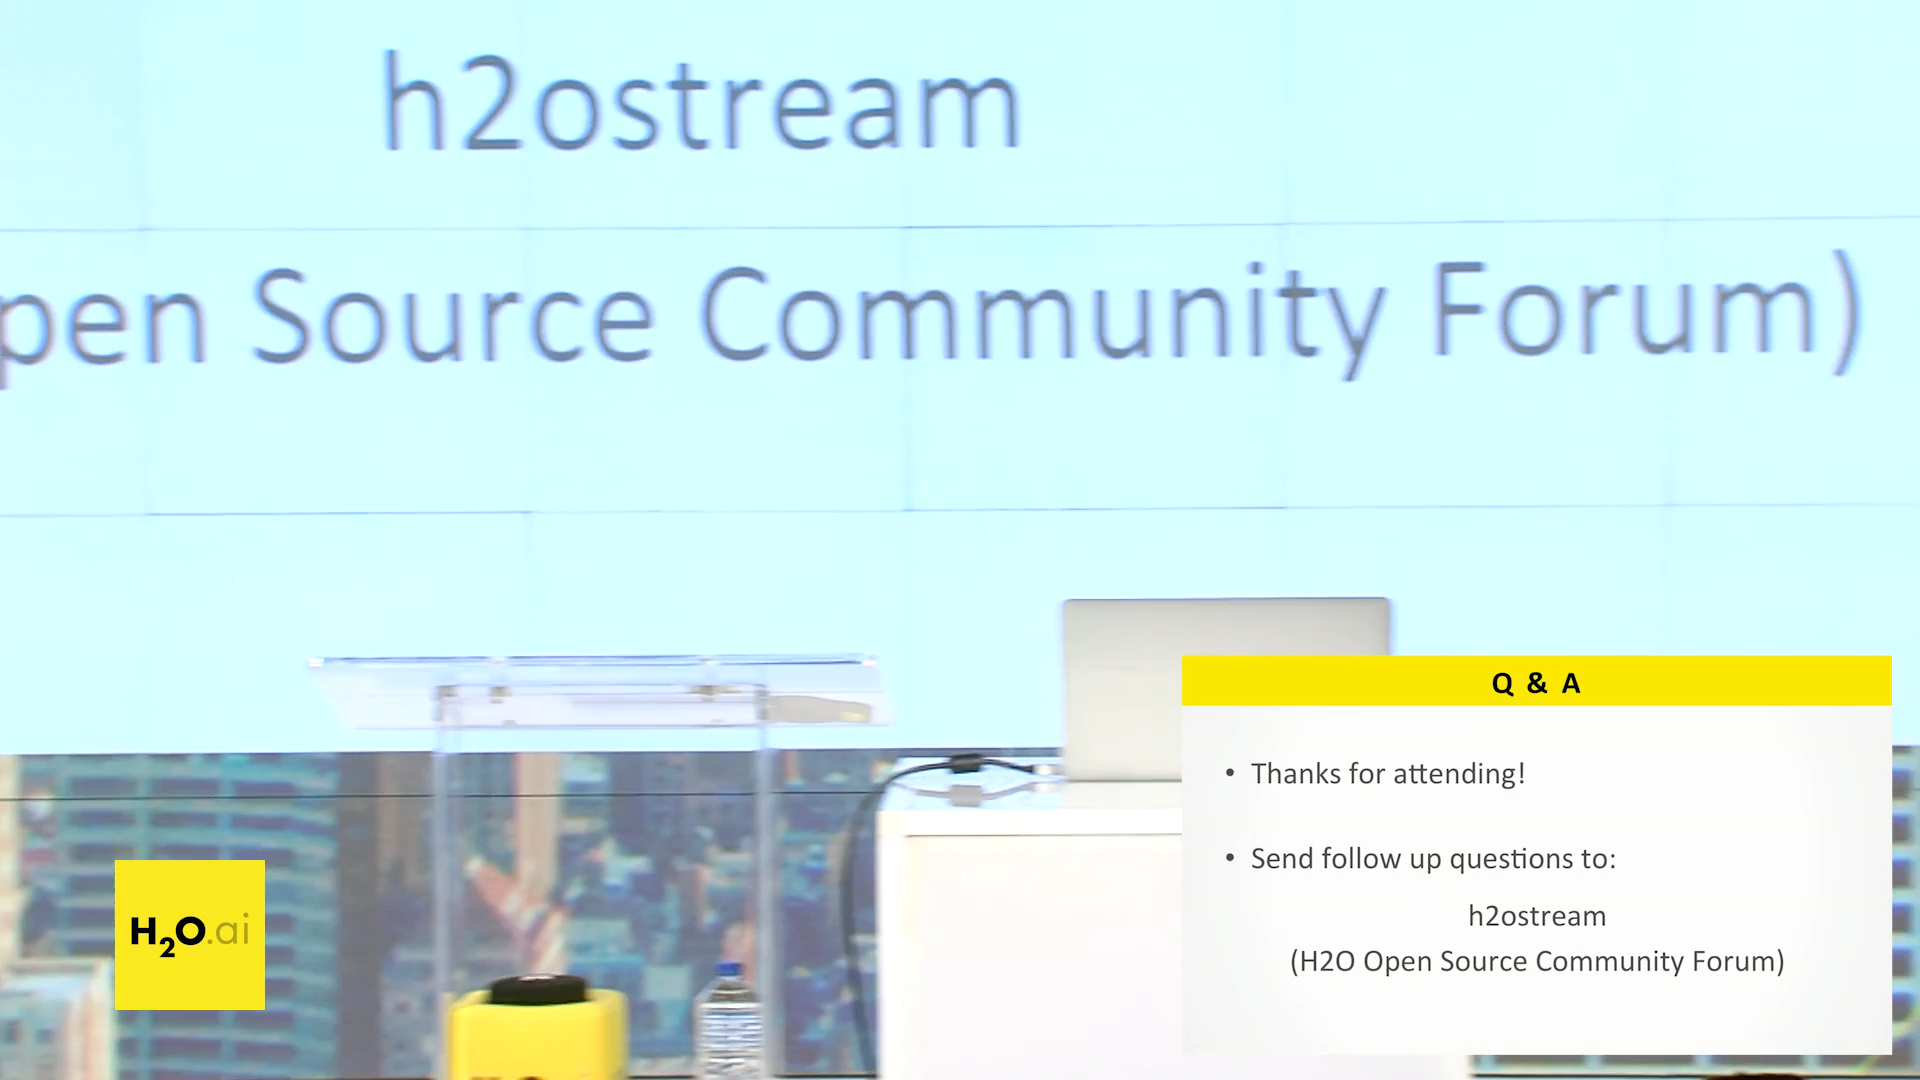 h2ostream
pen Source Community Forum)
Q & A
• Thanks for attending!
• Send follow up questions to:
h2ostream
(H2O Open Source Community Forum)
H2O.ai